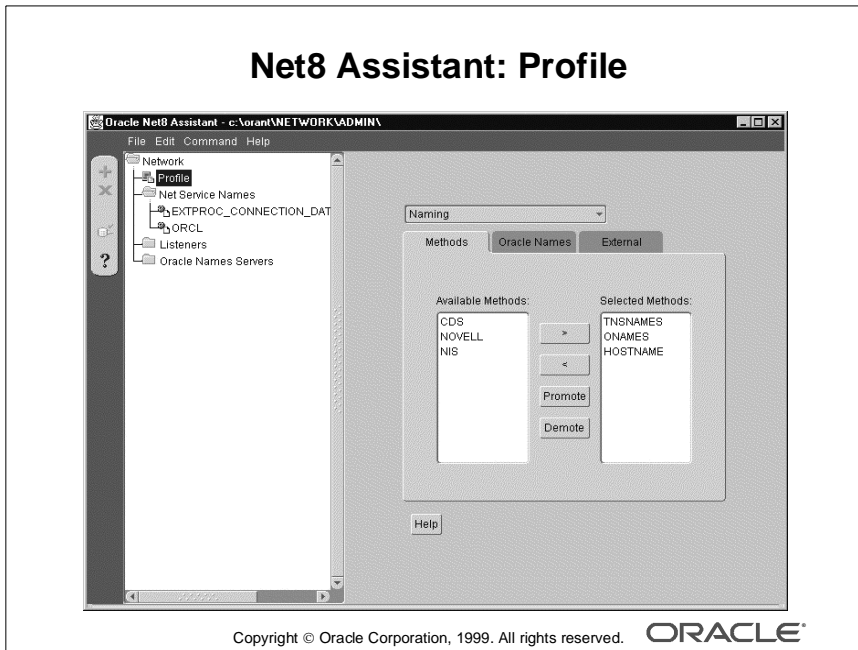 Net8 Assistant: Profile
Oracle Net8 Assistant - c:\orant\NETWORK\ADMIN\
File Edit Command Help
Network
Profile
Net Service Names
EXTPROC_CONNECTION_DAT
ORCL
Listeners
Oracle Names Servers
?
Naming
Methods Oracle Names External
Available Methods: Selected Methods:
CDS
NOVELL
NIS
>
<
Promote
Demote
TNSNAMES
ONAMES
HOSTNAME
Help
Copyright © Oracle Corporation, 1999. All rights reserved. ORACLE®